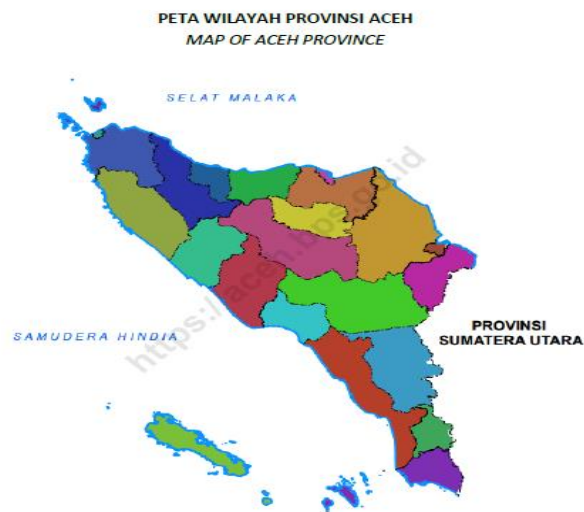 PETA WILAYAH PROVINSI ACEH
MAP OF ACEH PROVINCE
SELAT MALAKA
https://aceh.bps.go.id
SAMUDERA HINDIA
PROVINSI
SUMATERA UTARA